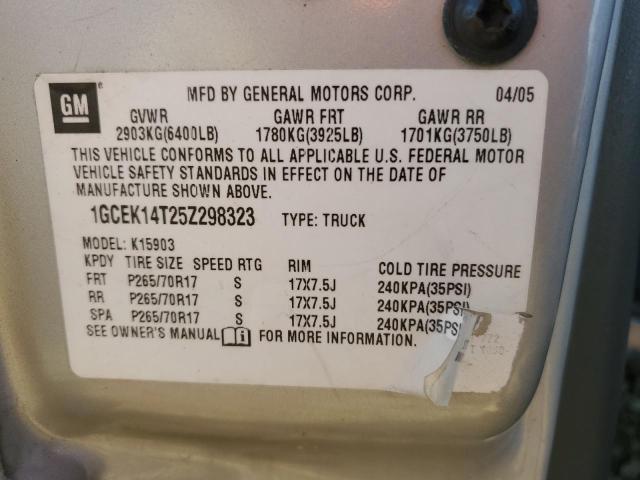 GM
MFD BY GENERAL MOTORS CORP. 04/05
GVWR GAWR FRT GAWR RR
2903KG(6400LB) 1780KG(3925LB) 1701KG(3750LB)
THIS VEHICLE CONFORMS TO ALL APPLICABLE U.S. FEDERAL MOTOR
VEHICLE SAFETY STANDARDS IN EFFECT ON THE DATE OF
MANUFACTURE SHOWN ABOVE.
1GCEK14T25Z298323 TYPE: TRUCK
MODEL: K15903
KPDY TIRE SIZE SPEED RTG RIM COLD TIRE PRESSURE
FRT P265/70R17 S 17X7.5J 240KPA(35PSI)
RR P265/70R17 S 17X7.5J 240KPA(35PSI)
SPA P265/70R17 S 17X7.5J 240KPA(35PSI
SEE OWNER'S MANUAL i FOR MORE INFORMATION.